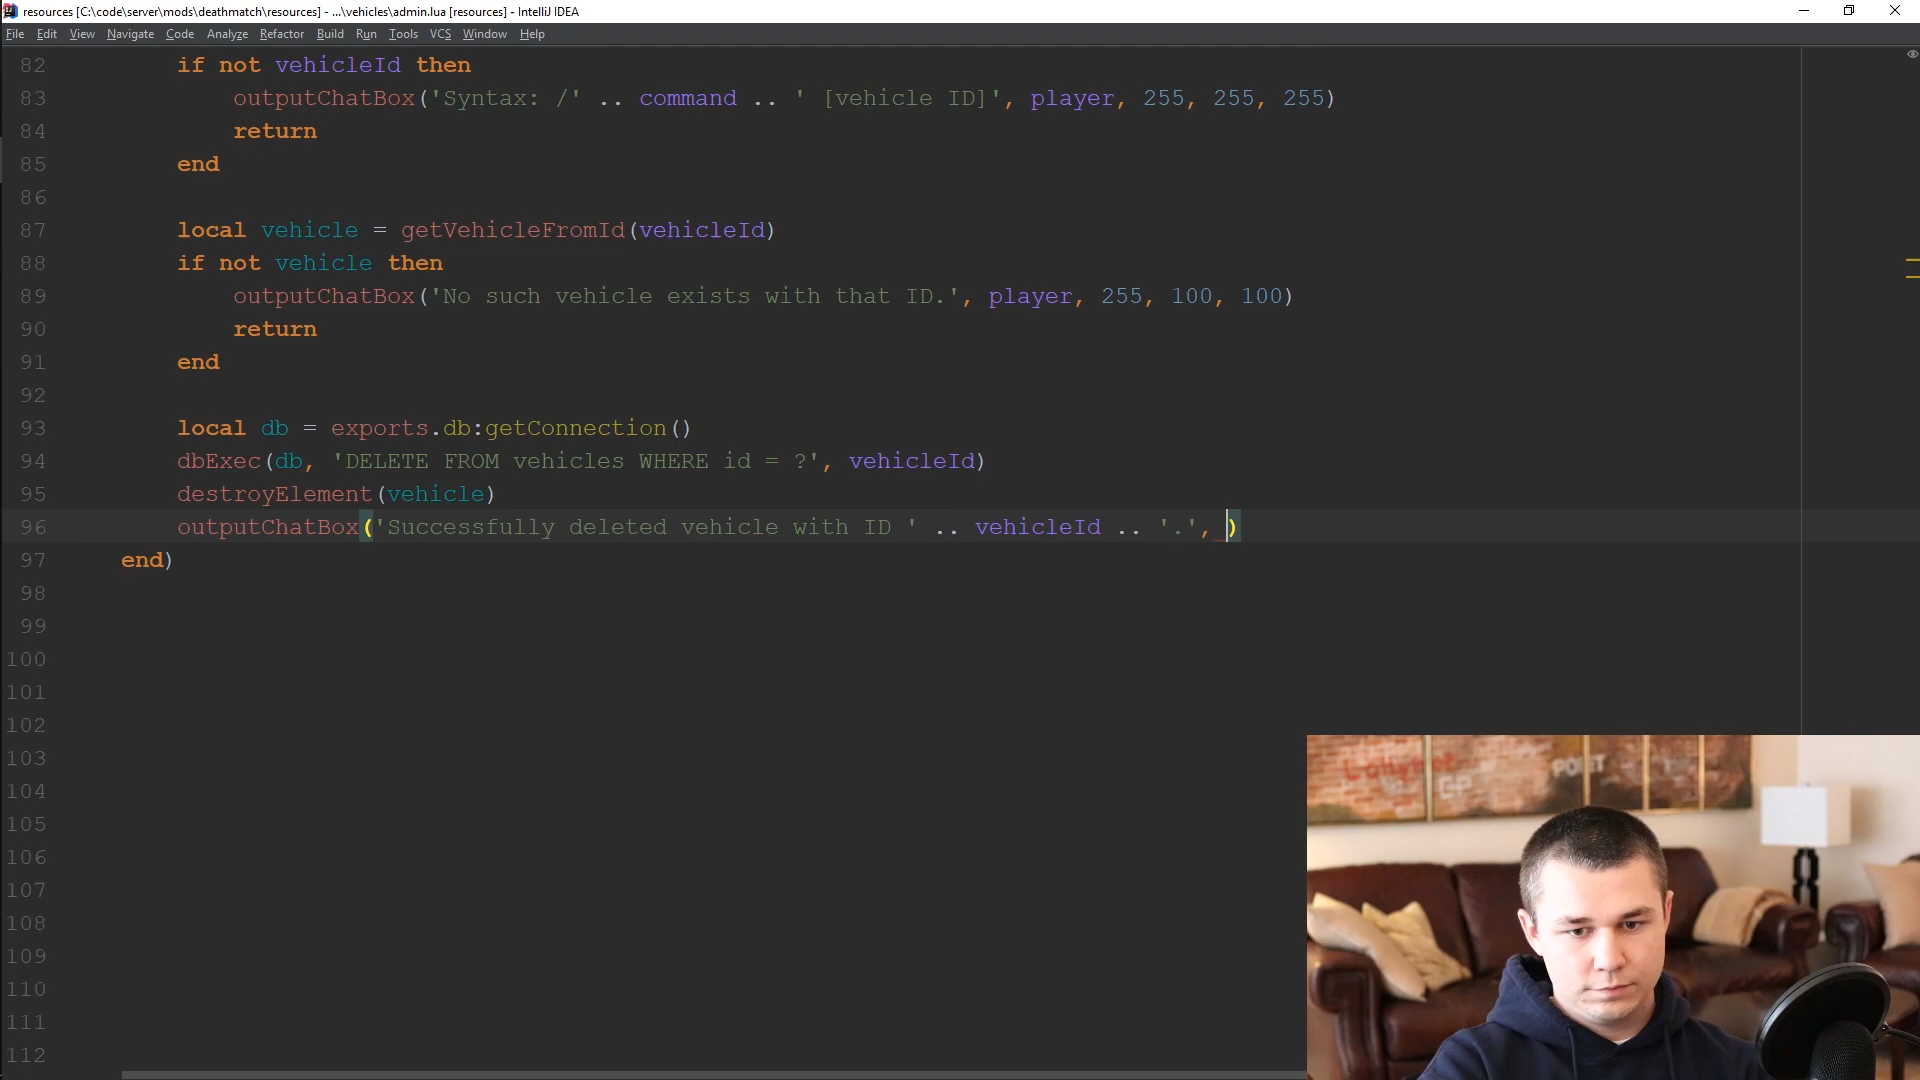 resources [C:\code\server\mods\deathmatch\resources] - ...\vehicles\admin.lua [resources] - IntelliJ IDEA
File Edit View Navigate Code Analyze Refactor Build Run Tools VCS Window Help
82 if not vehicleId then
83 outputChatBox('Syntax: /' .. command .. ' [vehicle ID]', player, 255, 255, 255)
84 return
85 end
86
87 local vehicle = getVehicleFromId(vehicleId)
88 if not vehicle then
89 outputChatBox('No such vehicle exists with that ID.', player, 255, 100, 100)
90 return
91 end
92
93 local db = exports.db:getConnection()
94 dbExec(db, 'DELETE FROM vehicles WHERE id = ?', vehicleId)
95 destroyElement(vehicle)
96 outputChatBox('Successfully deleted vehicle with ID ' .. vehicleId .. '.', )
97 end)
98
99
100
101
102
103
104
105
106
107
108
109
110
111
112